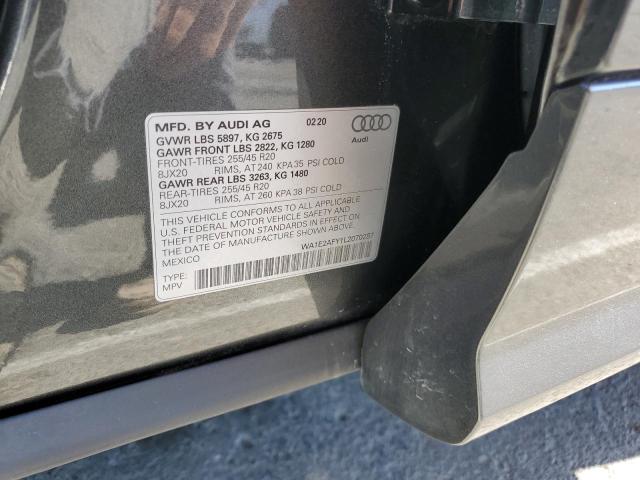 MFD. BY AUDI AG 02 20
GVWR LBS 5897, KG 2675
GAWR FRONT LBS 2822, KG 1280
FRONT-TIRES 255/45 R20
8JX20 RIMS, AT 240 KPA 35 PSI COLD
GAWR REAR LBS 3263, KG 1480
REAR-TIRES 255/45 R20
8JX20 RIMS, AT 260 KPA 38 PSI COLD
Audi
THIS VEHICLE CONFORMS TO ALL APPLICABLE
U.S. FEDERAL MOTOR VEHICLE SAFETY AND
THEFT PREVENTION STANDARDS IN EFFECT ON
DATE OF MANUFACTURE SHOWN ABOVE.
MEXICO
WA1E2AFY1L2070287
TYPE:
MPV